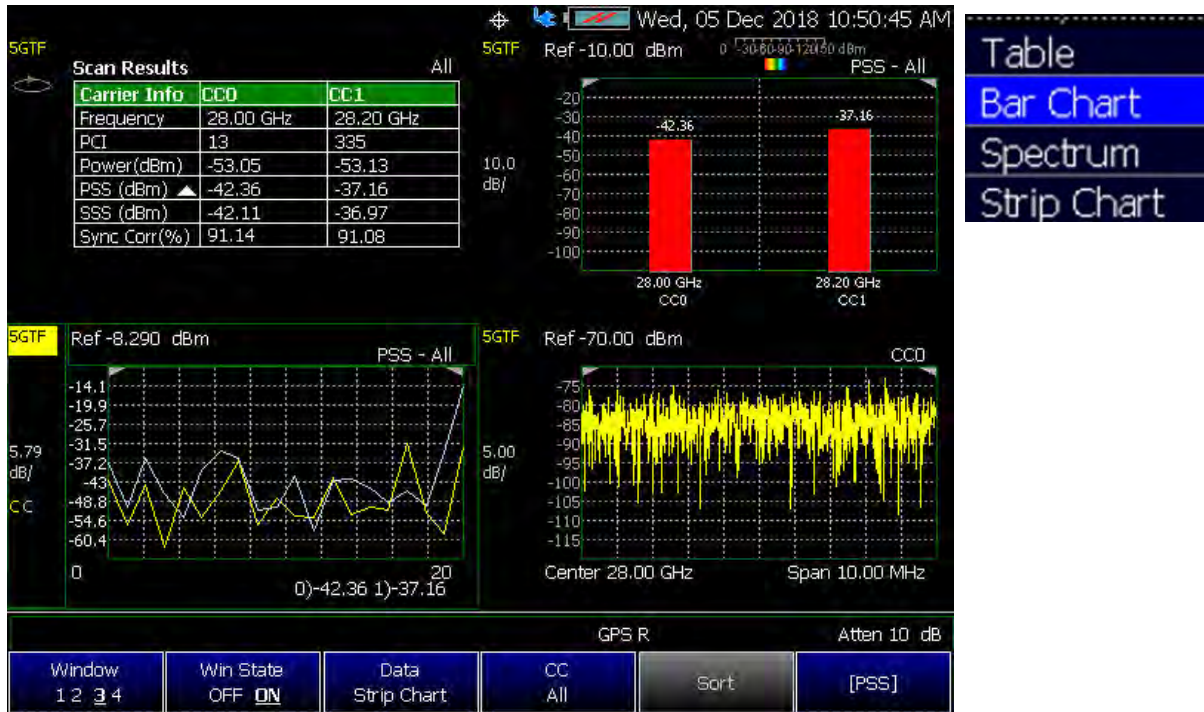 Wed, 05 Dec 2018 10:50:45 AM
5GTF
Scan Results All
Carrier Info CC0 CC1
Frequency 28.00 GHz 28.20 GHz
PCI 13 335
Power(dBm) -53.05 -53.13
PSS (dBm) -42.36 -37.16
SSS (dBm) -42.11 -36.97
Sync Corr(%) 91.14 91.08
5GTF Ref -10.00 dBm 0 -30-60-90-120-150 dBm
PSS - All
-20
-30
-40
-50
-60
-70
-80
-90
-100
10.0
dB/
-42.36
-37.16
28.00 GHz 28.20 GHz
CC0 CC1
5GTF Ref -8.290 dBm
PSS - All
-14.1
-19.9
-25.7
-31.5
-37.2
-43
-48.8
-54.6
-60.4
5.79
dB/
CC
0 20
0)-42.36 1)-37.16
5GTF Ref -70.00 dBm
CC0
-75
-80
-85
-90
-95
-100
-105
-110
-115
5.00
dB/
Center 28.00 GHz Span 10.00 MHz
GPS R Atten 10 dB
Window
1 2 3 4
Win State
OFF ON
Data
Strip Chart
CC
All
Sort
[PSS]
Table
Bar Chart
Spectrum
Strip Chart